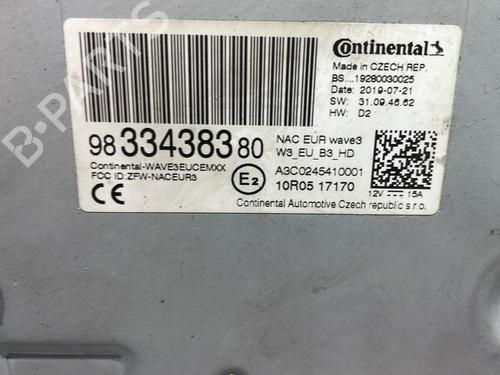 Continental
Made in CZECH REP.
BS....19280030025
Date: 2019-07-21
SW: 31.09.46.62
HW: D2
98 334383 80
NAC EUR wave3
W3_EU_B3_HD
Continental-WAVE3EUCEMXX
FCC ID: ZFW-NACEUR3
CE
E2
A3C0245410001
10R05 17170
12V 15A
Continental Automotive Czech republic s.r.o.
B-PARTS